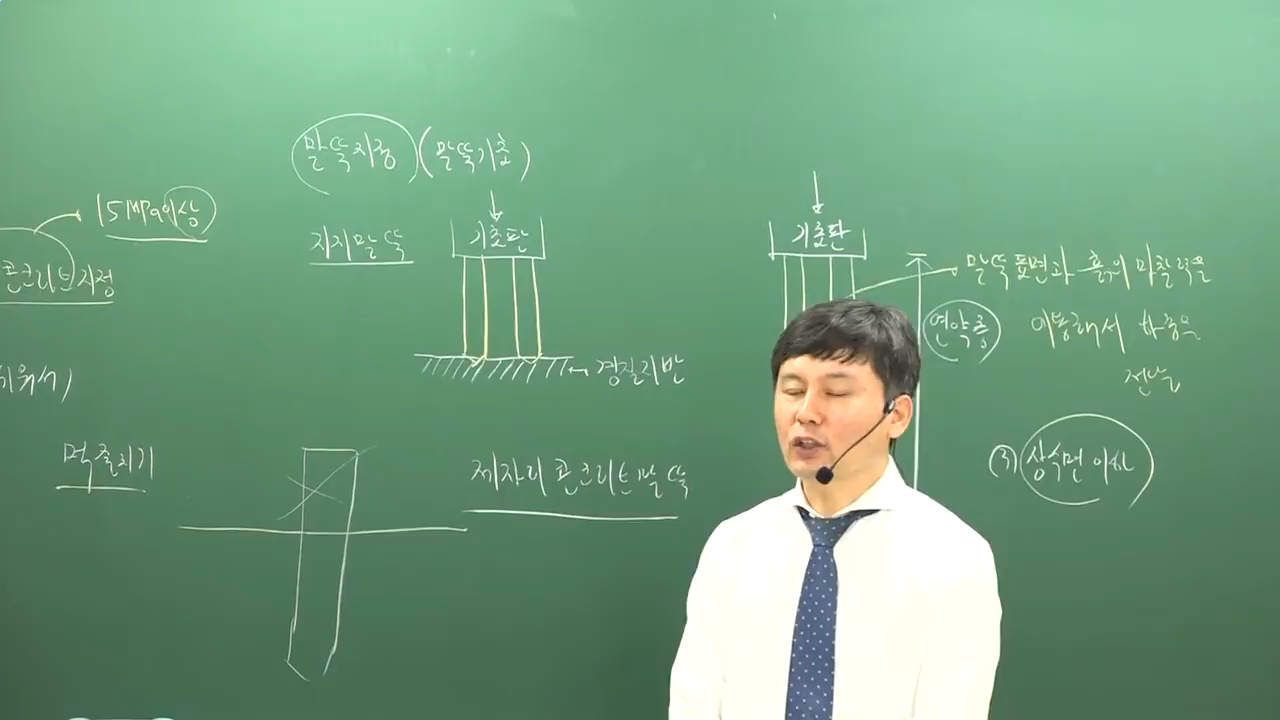 말뚝지정 (말뚝기초)
15MPa이상
콘크리트지정
지지말뚝
기초판
경질지반
기초판
말뚝표면과 흙의 마찰력을
이용해서 하중을
전달
연약층
먹줄치기
제자리 콘크리트말뚝
상수면 이하